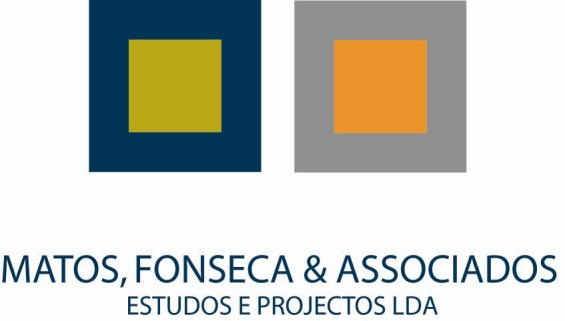 MATOS, FONSECA & ASSOCIADOS
ESTUDOS E PROJECTOS LDA